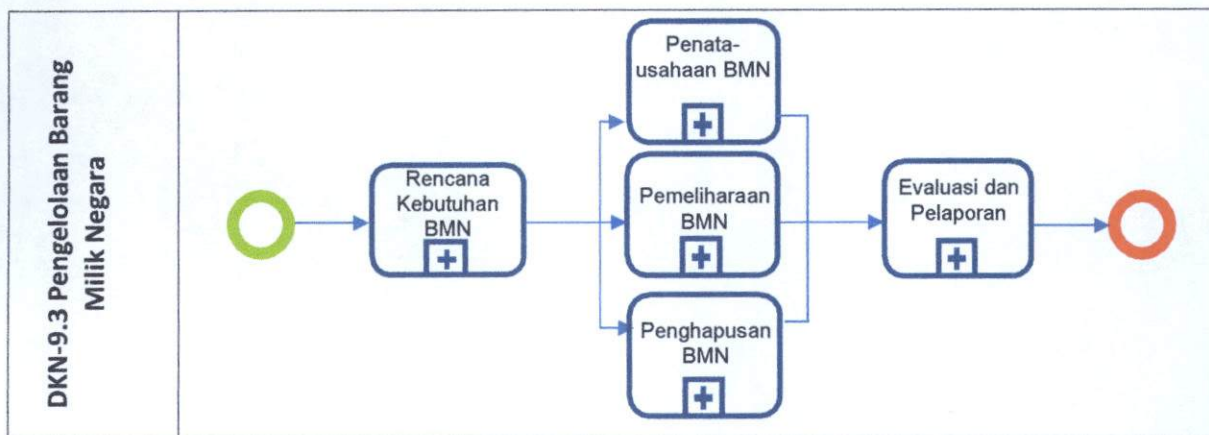 DKN-9.3 Pengelolaan Barang
Milik Negara
Rencana
Kebutuhan
BMN
Penata-
usahaan BMN
Pemeliharaan
BMN
Penghapusan
BMN
Evaluasi dan
Pelaporan